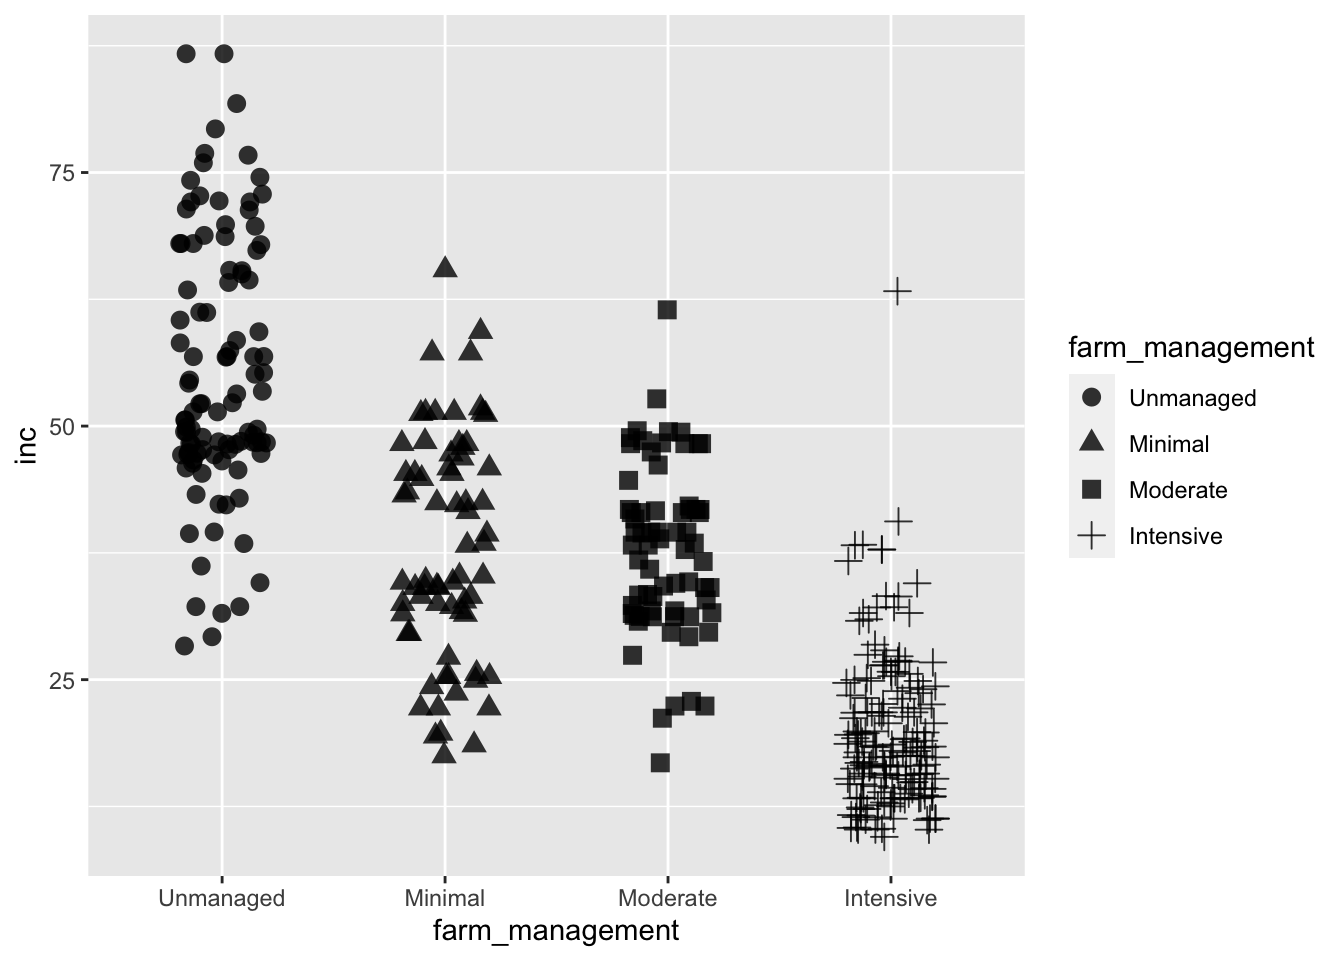 75
50
25
inc
Unmanaged
Minimal
Moderate
Intensive
farm_management
farm_management
Unmanaged
Minimal
Moderate
Intensive